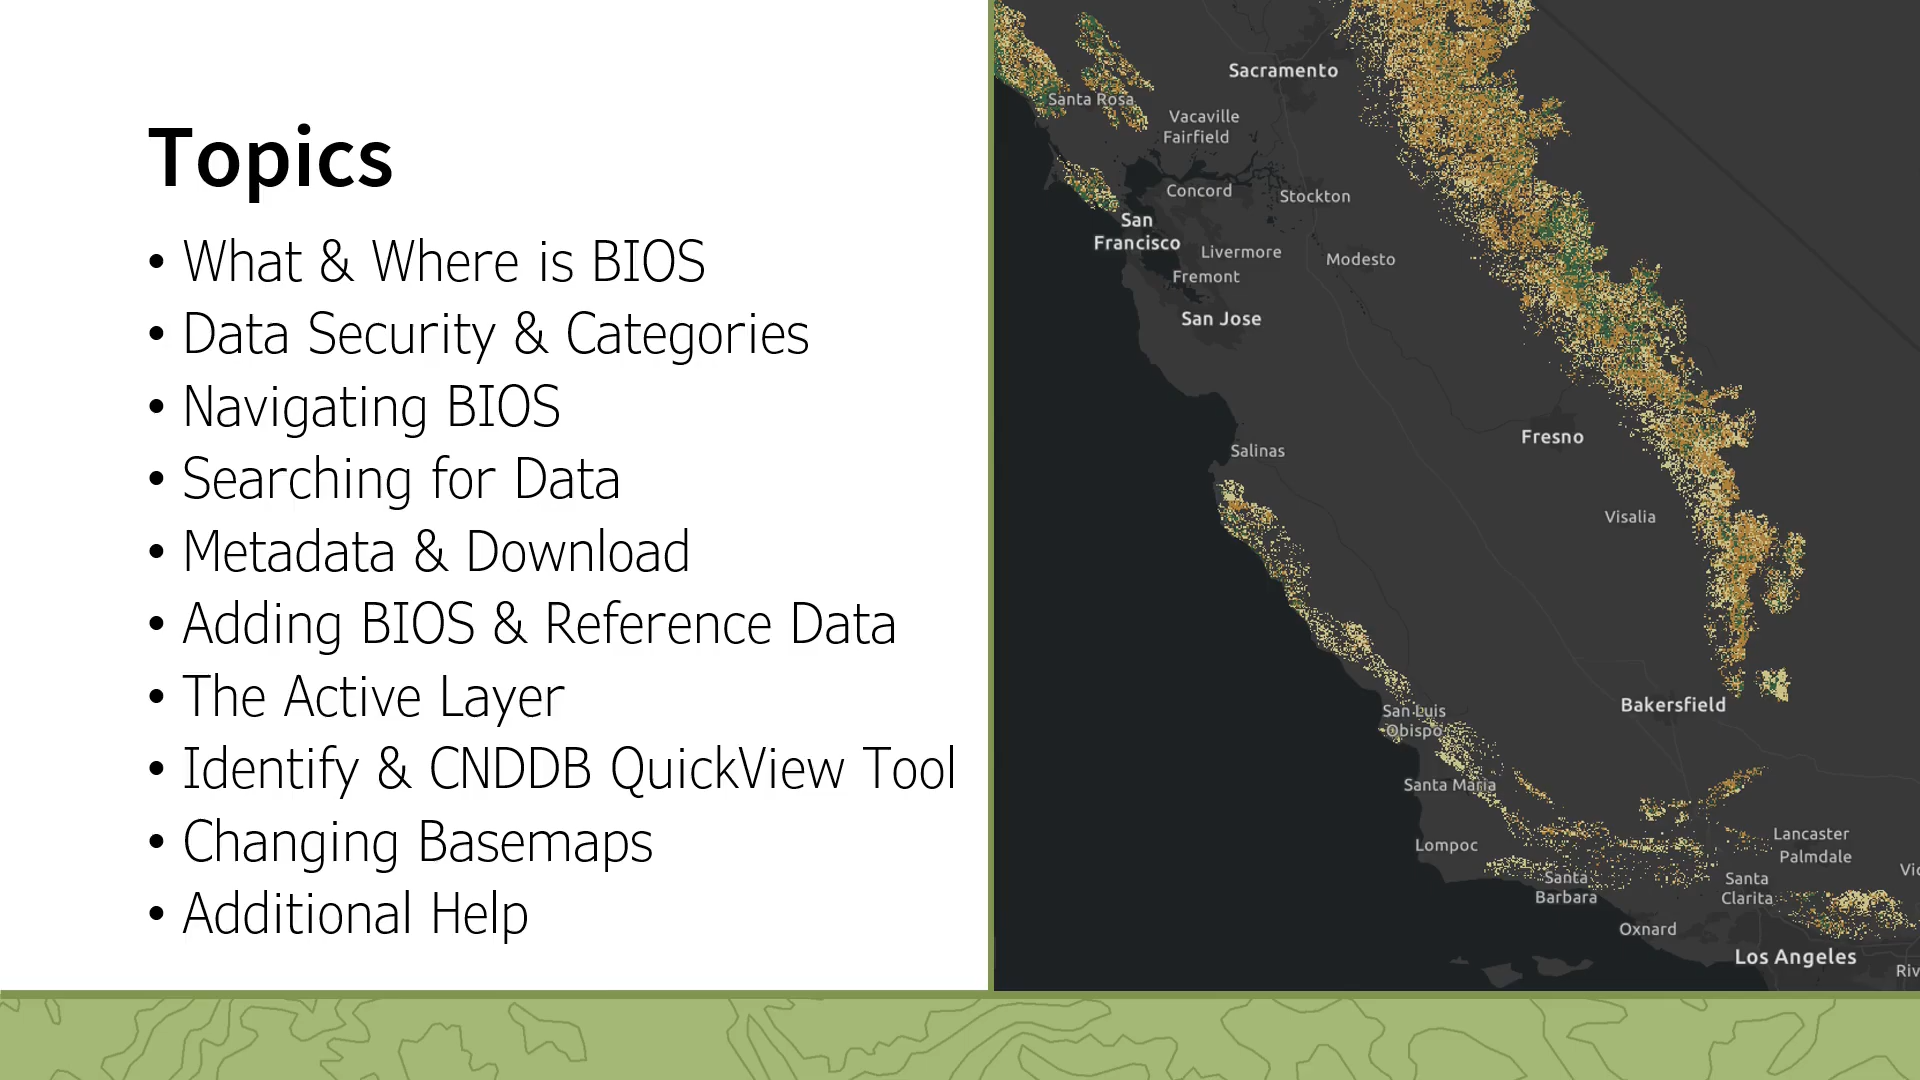 Topics
• What & Where is BIOS
• Data Security & Categories
• Navigating BIOS
• Searching for Data
• Metadata & Download
• Adding BIOS & Reference Data
• The Active Layer
• Identify & CNDDB QuickView Tool
• Changing Basemaps
• Additional Help
Sacramento
Santa Rosa
Vacaville
Fairfield
Concord
Stockton
San
Francisco
Livermore
Modesto
Fremont
San Jose
Fresno
Salinas
Visalia
Bakersfield
San Luis
Obispo
Santa Maria
Lompoc
Lancaster
Palmdale
Santa
Barbara
Santa
Clarita
Vic
Oxnard
Los Angeles
Riv